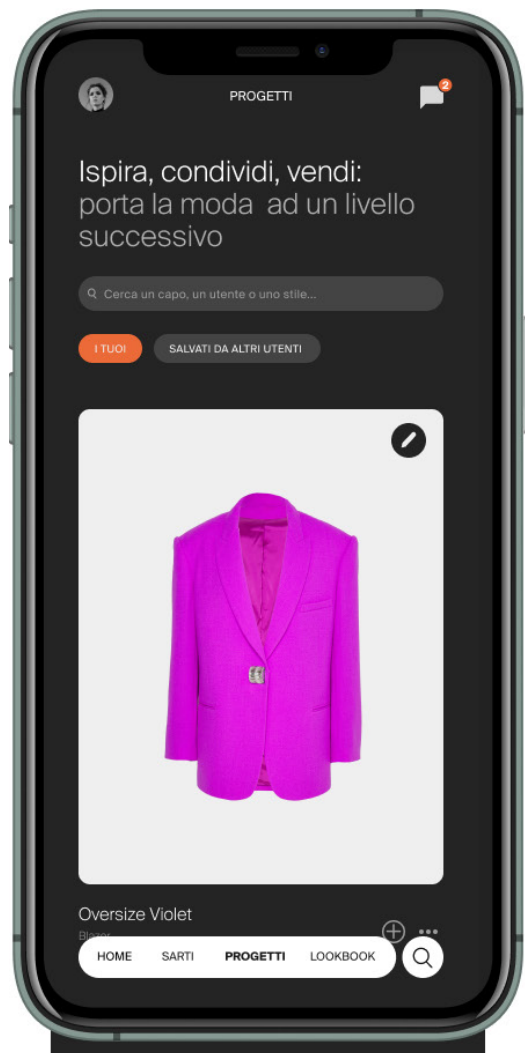 PROGETTI
2
Ispira, condividi, vendi:
porta la moda ad un livello
successivo
Cerca un capo, un utente o uno stile...
I TUOI
SALVATI DA ALTRI UTENTI
Oversize Violet
Blazer
HOME SARTI PROGETTI LOOKBOOK